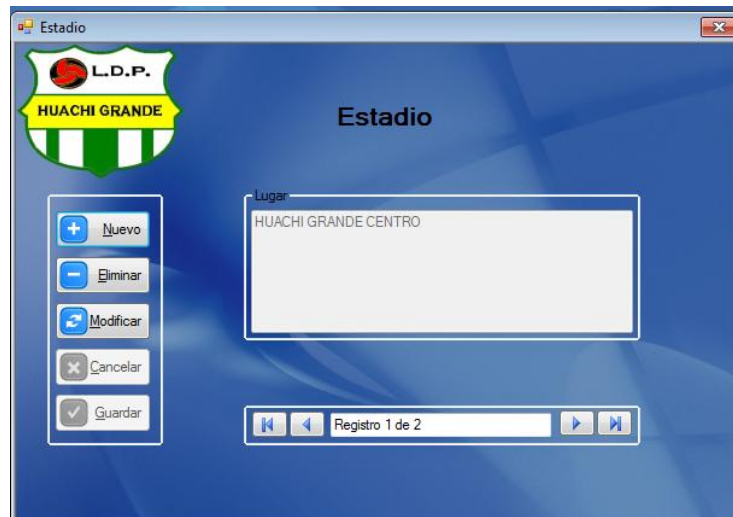 Estadio
L.D.P.
HUACHI GRANDE
Estadio
Nuevo
Eliminar
Modificar
Cancelar
Guardar
Lugar
HUACHI GRANDE CENTRO
Registro 1 de 2